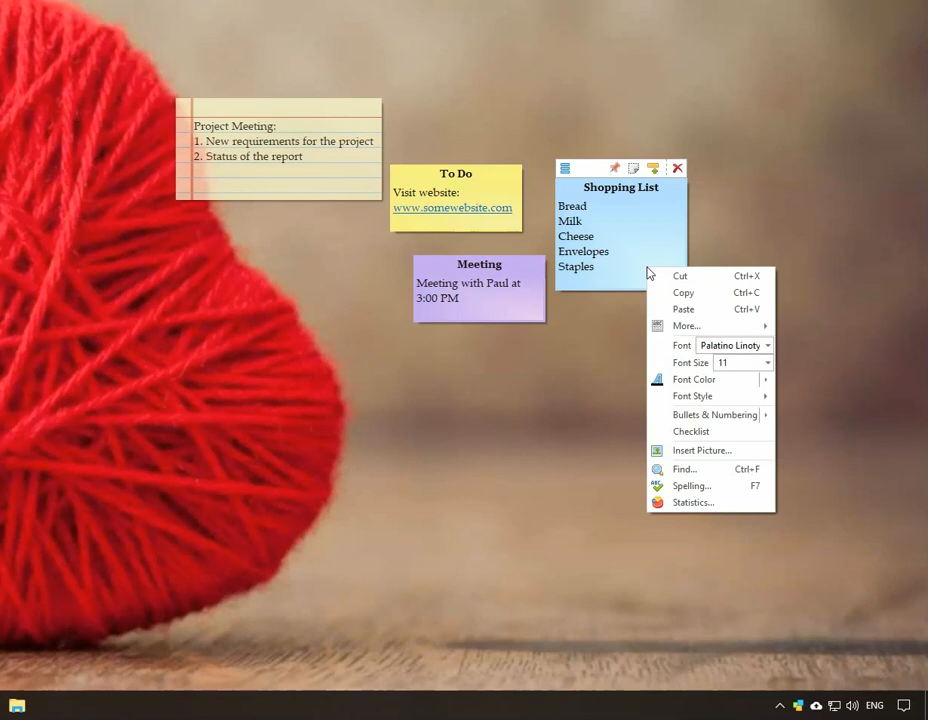 Project Meeting:
1. New requirements for the project
2. Status of the report
To Do
Visit website:
www.somewebsite.com
Meeting
Meeting with Paul at
3:00 PM
Shopping List
Bread
Milk
Cheese
Envelopes
Staples
Cut Ctrl+X
Copy Ctrl+C
Paste Ctrl+V
More...
Font Palatino Linoty
Font Size 11
Font Color
Font Style
Bullets & Numbering
Checklist
Insert Picture...
Find... Ctrl+F
ABC Spelling... F7
Statistics...
ENG